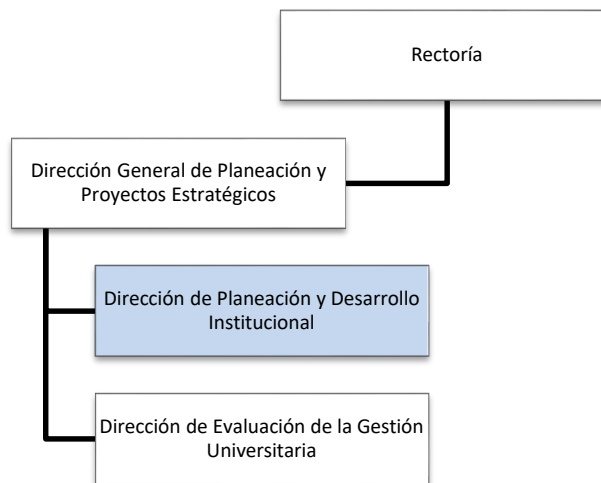 Rectoría
Dirección General de Planeación y
Proyectos Estratégicos
Dirección de Planeación y Desarrollo
Institucional
Dirección de Evaluación de la Gestión
Universitaria